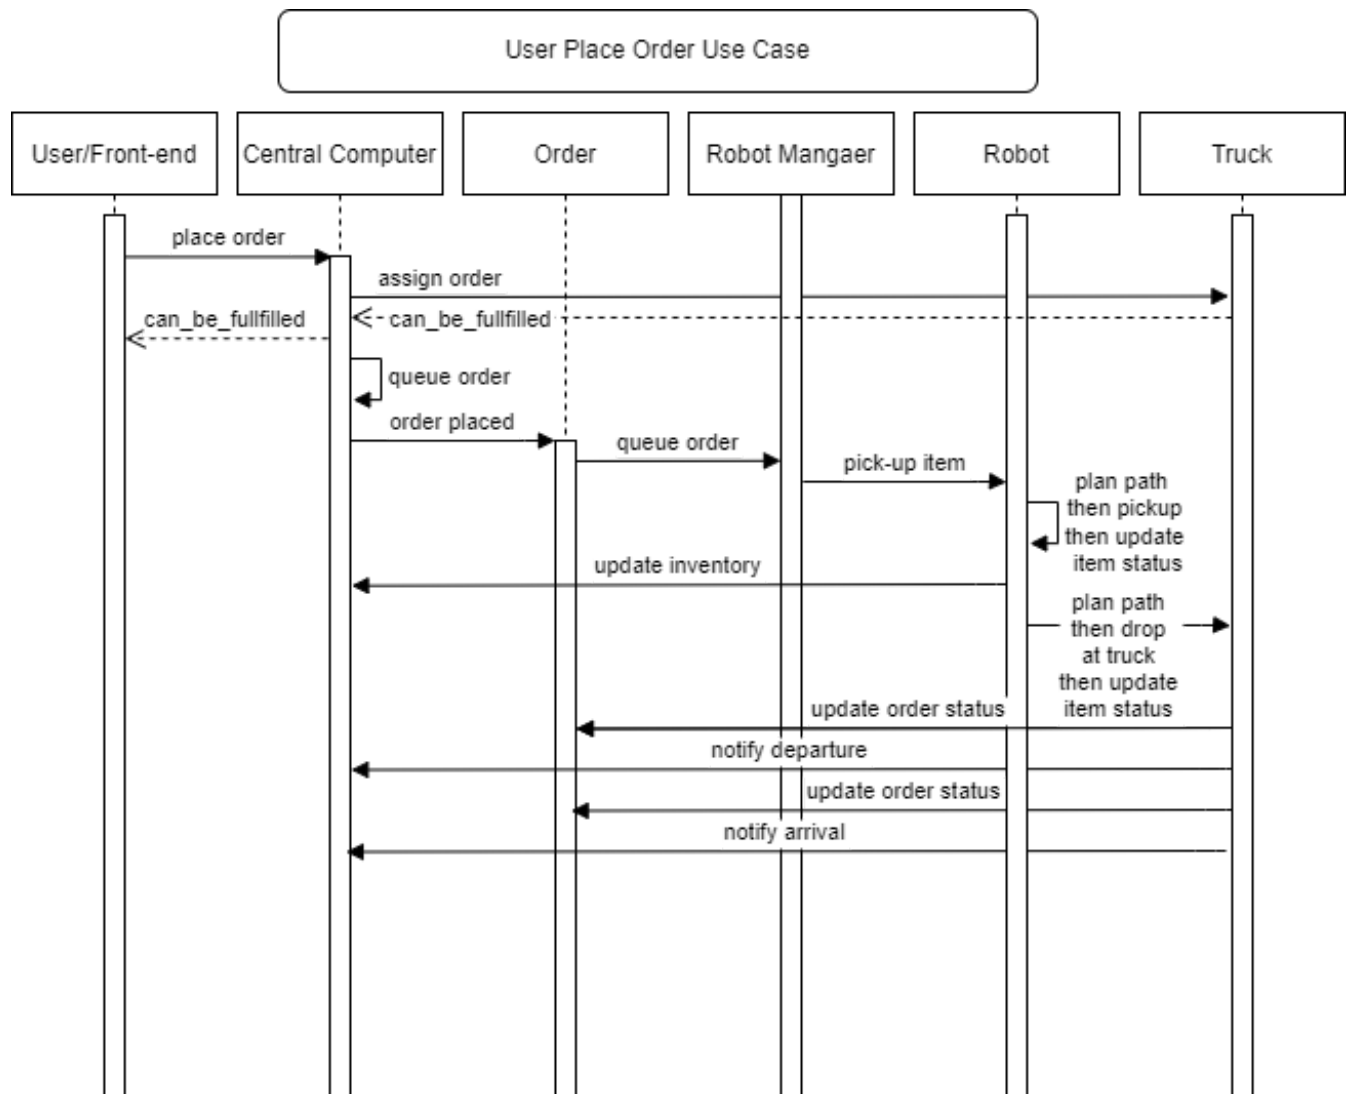 User Place Order Use Case
User/Front-end
Central Computer
Order
Robot Mangaer
Robot
Truck
place order
assign order
can_be_fullfilled
can_be_fullfilled
queue order
order placed
queue order
pick-up item
plan path
then pickup
then update
item status
update inventory
plan path
then drop
at truck
then update
item status
update order status
notify departure
update order status
notify arrival